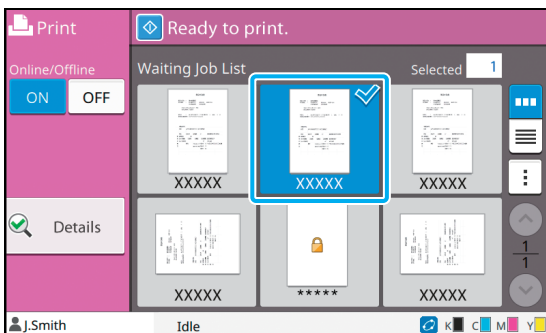 Print
Ready to print.
Online/Offline
ON OFF
Waiting Job List
Selected 1
XXXXX XXXXX XXXXX
Details
XXXXX ***** XXXXX
1
1
J.Smith
Idle
K C M Y